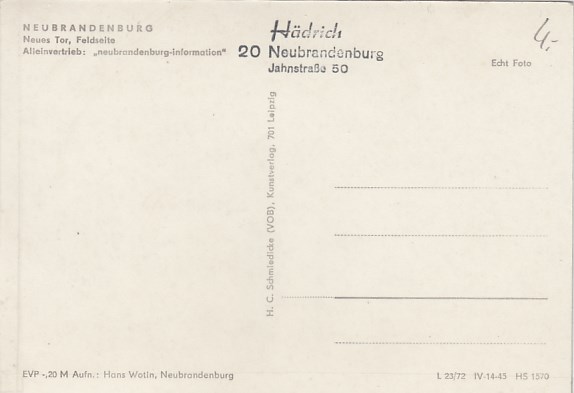 NEUBRANDENBURG
Neues Tor, Feldseite
Alleinvertrieb: „neubrandenburg-information"
Hädrich
20 Neubrandenburg
Jahnstraße 50
4,-
Echt Foto
H. C. Schmiedicke (VOB), Kunstverlag, 701 Leipzig
EVP -,20 M Aufn.: Hans Wotin, Neubrandenburg
L 23/72 IV-14-45 HS 1570